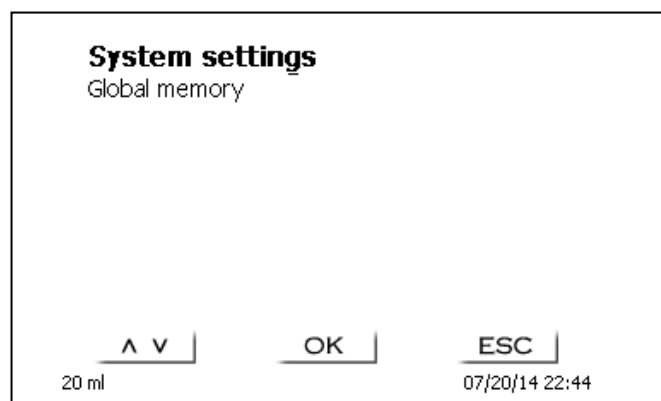 System settings
Global memory
∧ ∨ OK ESC
20 ml 07/20/14 22:44